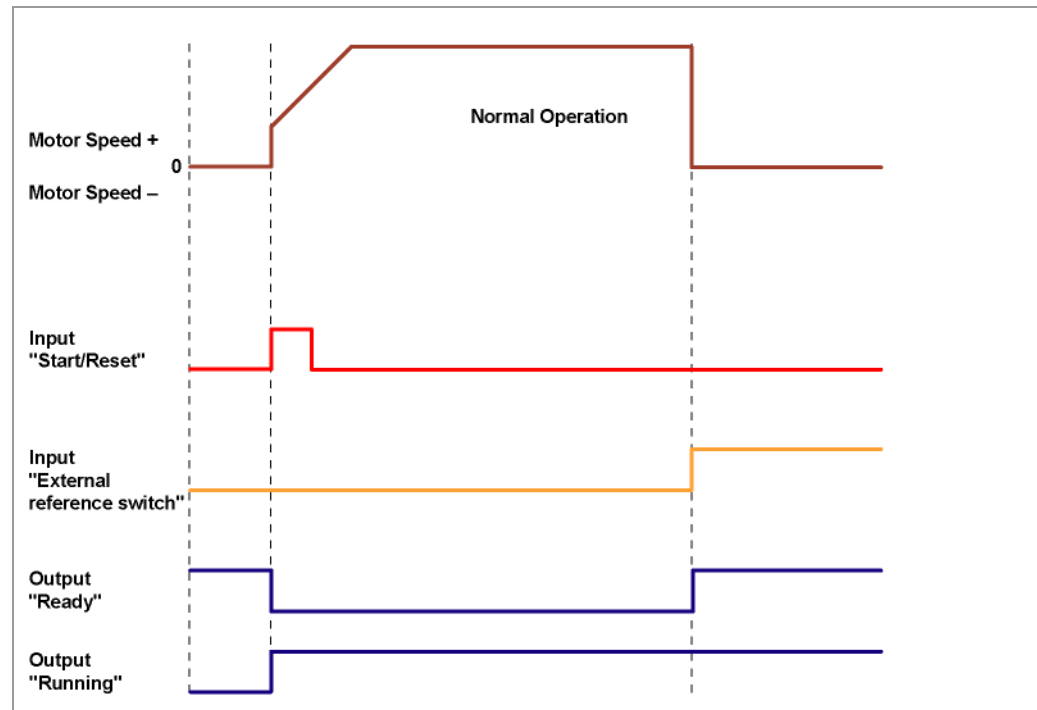 Normal Operation
Motor Speed +
0
Motor Speed –
Input
"Start/Reset"
Input
"External
reference switch"
Output
"Ready"
Output
"Running"